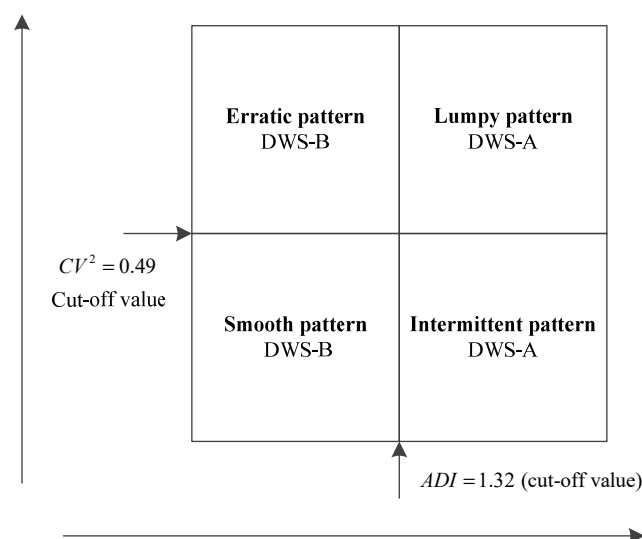 Erratic pattern
DWS-B
Lumpy pattern
DWS-A
CV² = 0.49
Cut-off value
Smooth pattern
DWS-B
Intermittent pattern
DWS-A
ADI = 1.32 (cut-off value)